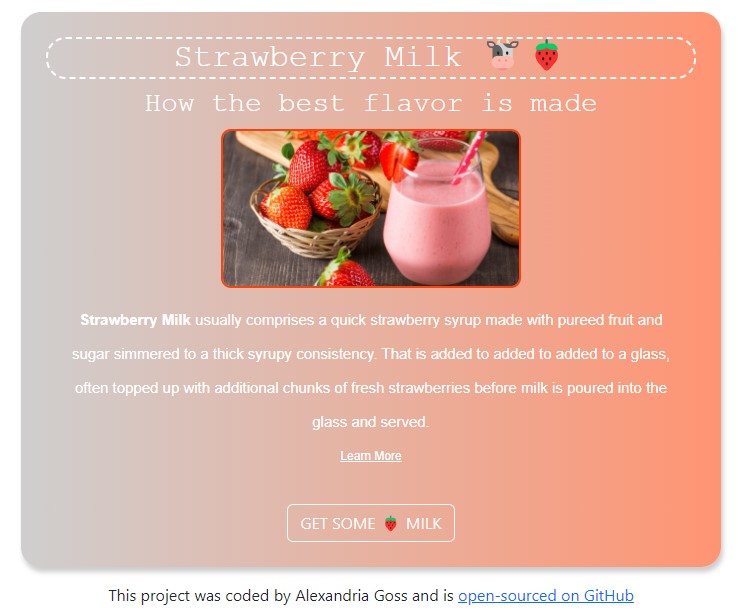 Strawberry Milk 🐮 🍓
How the best flavor is made
Strawberry Milk usually comprises a quick strawberry syrup made with pureed fruit and
sugar simmered to a thick syrupy consistency. That is added to added to added to a glass,
often topped up with additional chunks of fresh strawberries before milk is poured into the
glass and served.
Learn More
GET SOME 🍓 MILK
This project was coded by Alexandria Goss and is open-sourced on GitHub